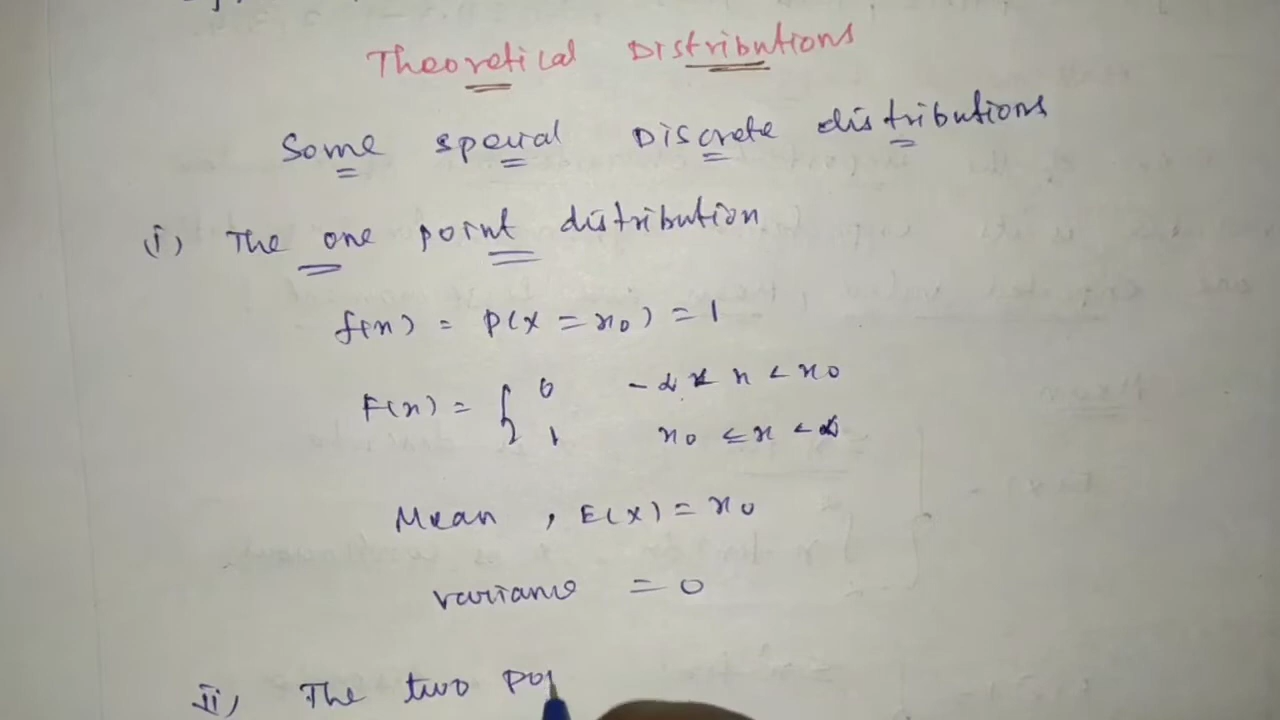 Theoretical Distributions
Some special Discrete distributions
(i) The one point distribution
f(x) = P(X = x0) = 1
F(x) = { 0 -∞ < x < x0
1 x0 ≤ x < ∞
Mean, E(X) = x0
variance = 0
ii) The two poi